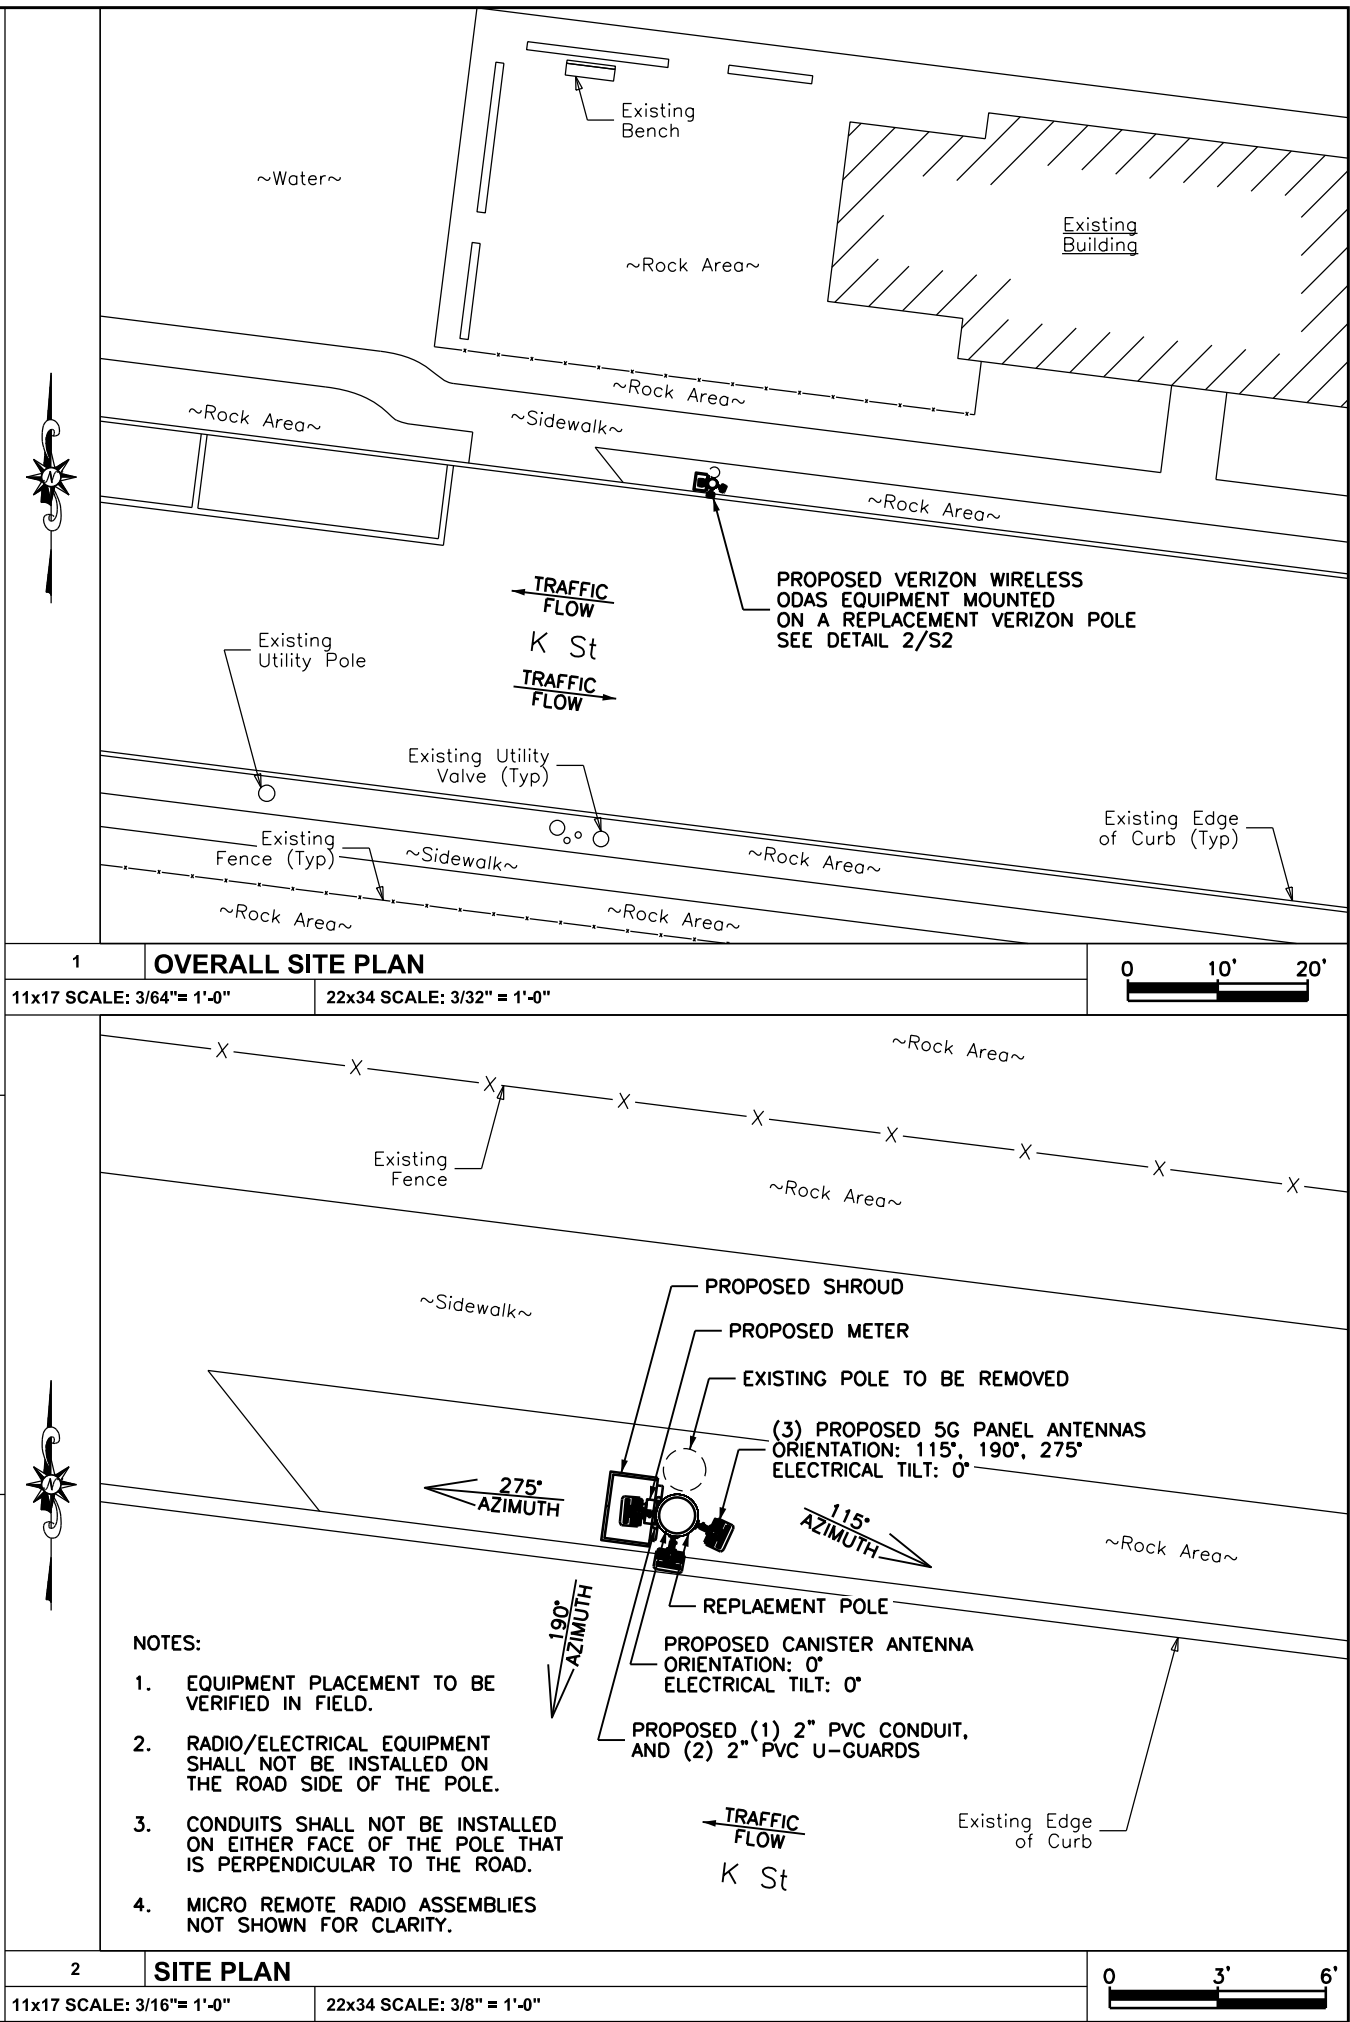 Existing
Bench
~Water~
Existing
Building
~Rock Area~
~Rock Area~
~Rock Area~
~Sidewalk~
N
~Rock Area~
PROPOSED VERIZON WIRELESS
ODAS EQUIPMENT MOUNTED
ON A REPLACEMENT VERIZON POLE
SEE DETAIL 2/S2
TRAFFIC
FLOW
K St
TRAFFIC
FLOW
Existing
Utility Pole
Existing Utility
Valve (Typ)
Existing Edge
of Curb (Typ)
Existing
Fence (Typ)
~Sidewalk~
~Rock Area~
~Rock Area~
~Rock Area~
1
OVERALL SITE PLAN
0 10' 20'
11x17 SCALE: 3/64"= 1'-0"
22x34 SCALE: 3/32" = 1'-0"
~Rock Area~
X X X X X X X X X
Existing
Fence
~Rock Area~
PROPOSED SHROUD
~Sidewalk~
PROPOSED METER
EXISTING POLE TO BE REMOVED
(3) PROPOSED 5G PANEL ANTENNAS
ORIENTATION: 115°, 190°, 275°
ELECTRICAL TILT: 0°
N
275°
AZIMUTH
115°
AZIMUTH
~Rock Area~
190°
AZIMUTH
REPLAEMENT POLE
PROPOSED CANISTER ANTENNA
ORIENTATION: 0°
ELECTRICAL TILT: 0°
PROPOSED (1) 2" PVC CONDUIT,
AND (2) 2" PVC U-GUARDS
NOTES:
1. EQUIPMENT PLACEMENT TO BE
VERIFIED IN FIELD.
2. RADIO/ELECTRICAL EQUIPMENT
SHALL NOT BE INSTALLED ON
THE ROAD SIDE OF THE POLE.
3. CONDUITS SHALL NOT BE INSTALLED
ON EITHER FACE OF THE POLE THAT
IS PERPENDICULAR TO THE ROAD.
4. MICRO REMOTE RADIO ASSEMBLIES
NOT SHOWN FOR CLARITY.
TRAFFIC
FLOW
K St
Existing Edge
of Curb
2
SITE PLAN
0 3' 6'
11x17 SCALE: 3/16"= 1'-0"
22x34 SCALE: 3/8" = 1'-0"